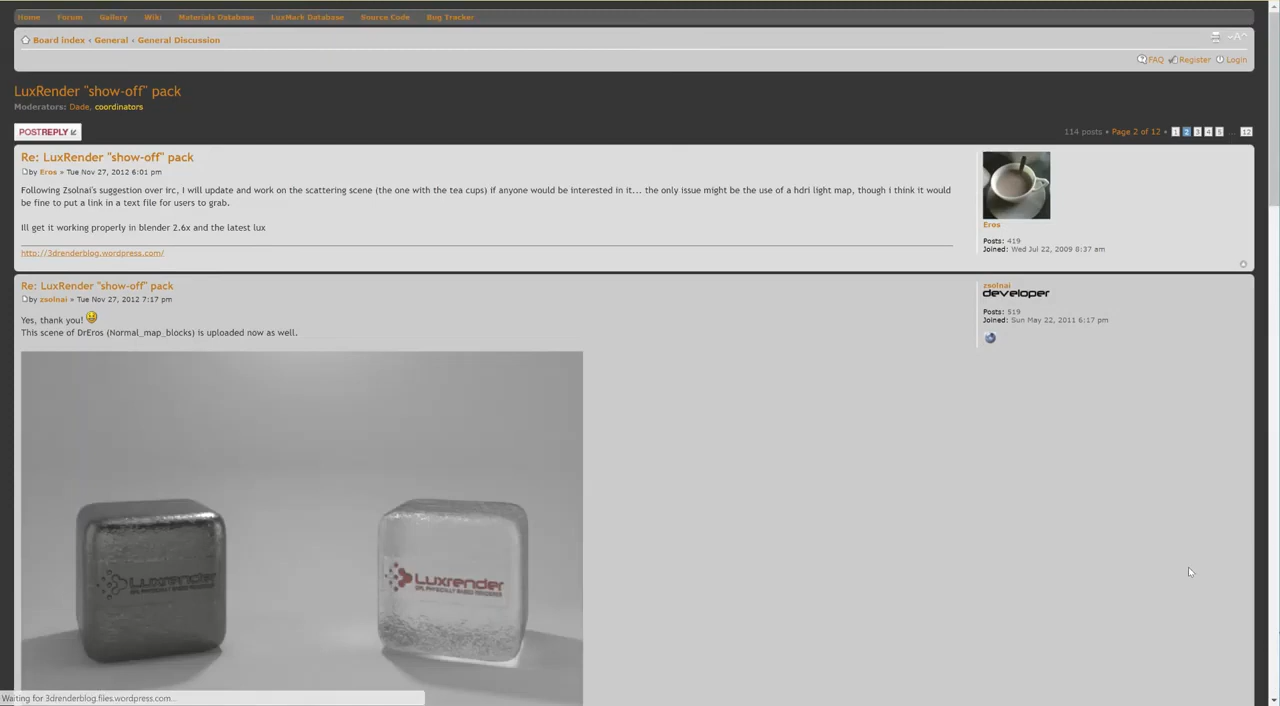 Home Forum Gallery Wiki Materials Database LuxMark Database Source Code Bug Tracker
Board index ‹ General ‹ General Discussion
FAQ Register Login
LuxRender "show-off" pack
Moderators: Dade, coordinators
POSTREPLY
114 posts • Page 2 of 12 • 1 2 3 4 5 ... 12
Re: LuxRender "show-off" pack
by Eros » Tue Nov 27, 2012 6:01 pm
Following Zsolnai's suggestion over irc, I will update and work on the scattering scene (the one with the tea cups) if anyone would be interested in it... the only issue might be the use of a hdri light map, though i think it would
be fine to put a link in a text file for users to grab.
Ill get it working properly in blender 2.6x and the latest lux
http://3drenderblog.wordpress.com/
Eros
Posts: 419
Joined: Wed Jul 22, 2009 8:37 am
Re: LuxRender "show-off" pack
by zsolnai » Tue Nov 27, 2012 7:17 pm
Yes, thank you!
This scene of DrEros (Normal_map_blocks) is uploaded now as well.
zsolnai
developer
Posts: 519
Joined: Sun May 22, 2011 6:17 pm
Luxrender
Luxrender
GPL PHYSICALLY BASED RENDERER
Waiting for 3drenderblog.files.wordpress.com...